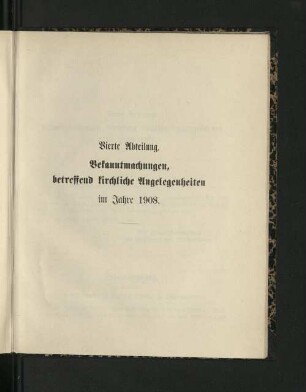 Vierte Abteilung.
Bekanntmachungen,
betreffend kirchliche Angelegenheiten
im Jahre 1908.